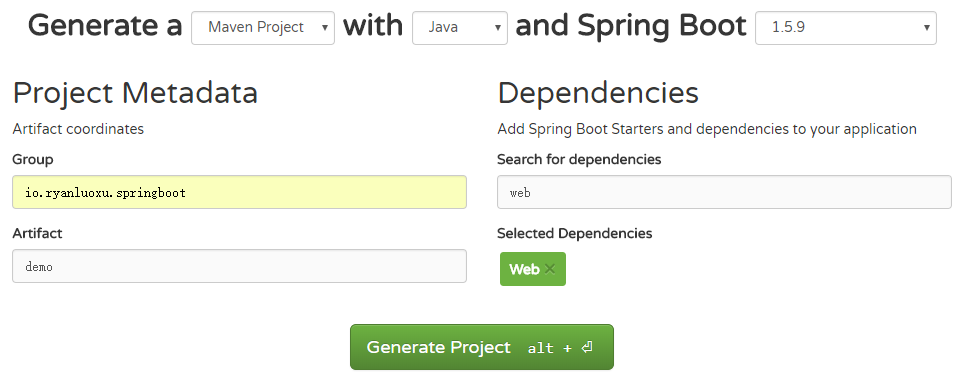 Generate a Maven Project with Java and Spring Boot 1.5.9
Project Metadata
Artifact coordinates
Group
io.ryanluoxu.springboot
Artifact
demo
Dependencies
Add Spring Boot Starters and dependencies to your application
Search for dependencies
web
Selected Dependencies
Web ×
Generate Project alt + ⏎